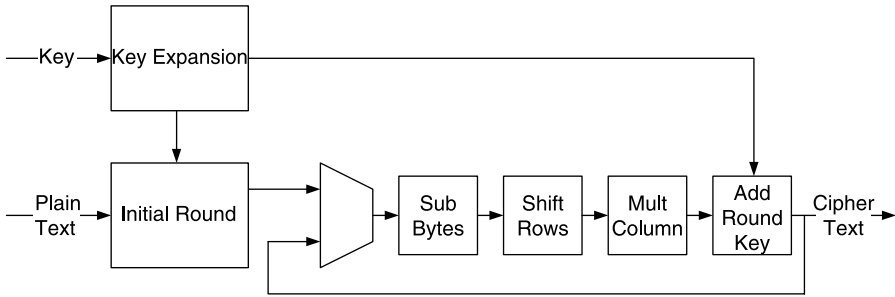 Key
Key Expansion
Plain
Text
Initial Round
Sub
Bytes
Shift
Rows
Mult
Column
Add
Round
Key
Cipher
Text